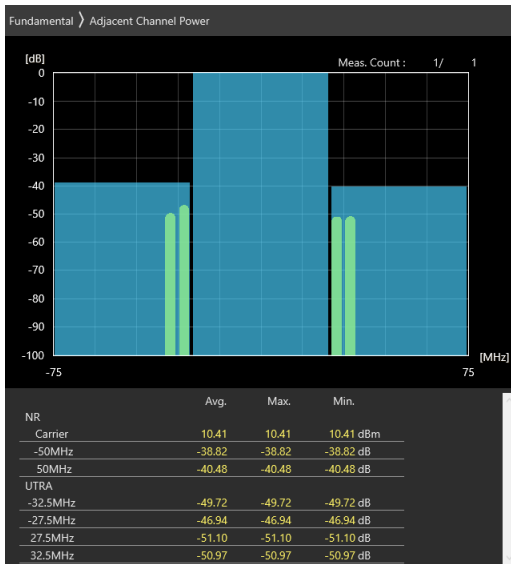 Fundamental 〉 Adjacent Channel Power
[dB]
Meas. Count : 1/ 1
0
-10
-20
-30
-40
-50
-60
-70
-80
-90
-100
[MHz]
-75 75
Avg. Max. Min.
NR
Carrier 10.41 10.41 10.41 dBm
-50MHz -38.82 -38.82 -38.82 dB
50MHz -40.48 -40.48 -40.48 dB
UTRA
-32.5MHz -49.72 -49.72 -49.72 dB
-27.5MHz -46.94 -46.94 -46.94 dB
27.5MHz -51.10 -51.10 -51.10 dB
32.5MHz -50.97 -50.97 -50.97 dB